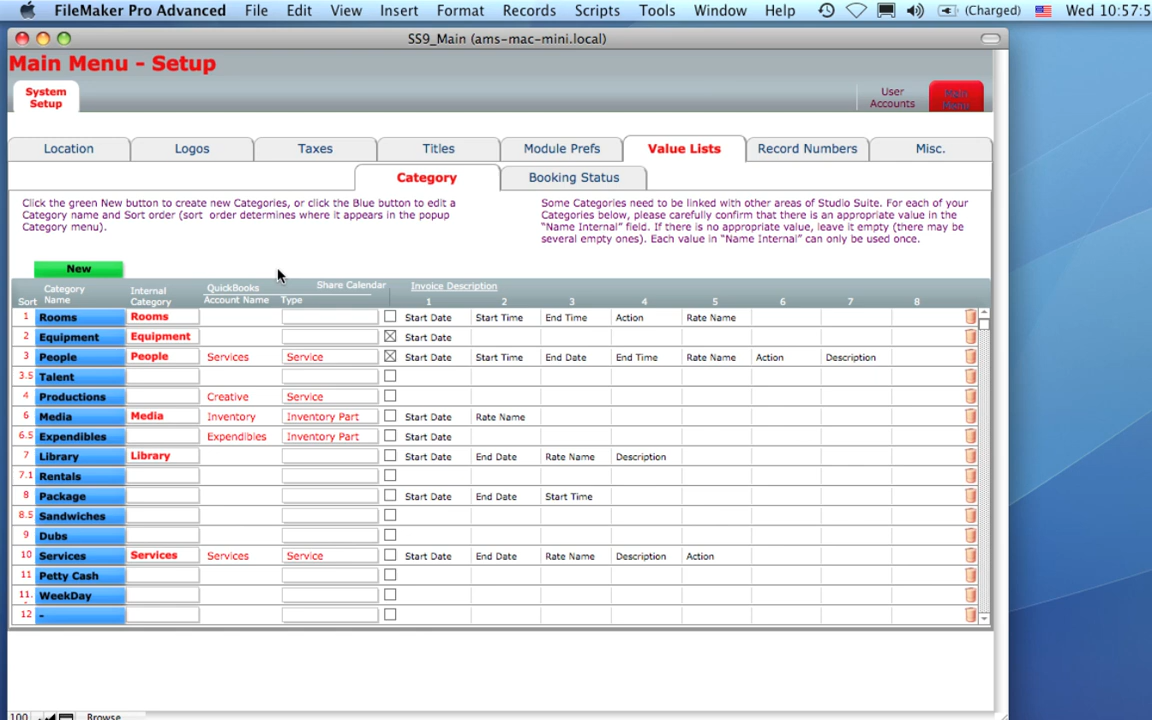 FileMaker Pro Advanced File Edit View Insert Format Records Scripts Tools Window Help (Charged) Wed 10:57:5
SS9_Main (ams-mac-mini.local)
Main Menu - Setup
System Setup
User Accounts
Main Menu
Location Logos Taxes Titles Module Prefs Value Lists Record Numbers Misc.
Category Booking Status
Click the green New button to create new Categories, or click the Blue button to edit a
Category name and Sort order (sort order determines where it appears in the popup
Category menu).
Some Categories need to be linked with other areas of Studio Suite. For each of your
Categories below, please carefully confirm that there is an appropriate value in the
"Name Internal" field. If there is no appropriate value, leave it empty (there may be
several empty ones). Each value in "Name Internal" can only be used once.
New
Sort Category Name Internal Category QuickBooks Account Name Type Share Calendar Invoice Description
1 2 3 4 5 6 7 8
1 Rooms Rooms Start Date Start Time End Time Action Rate Name
2 Equipment Equipment Start Date
3 People People Services Service Start Date Start Time End Date End Time Rate Name Action Description
3.5 Talent
4 Productions Creative Service
6 Media Media Inventory Inventory Part Start Date Rate Name
6.5 Expendibles Expendibles Inventory Part Start Date
7 Library Library Start Date End Date Rate Name Description
7.1 Rentals
8 Package Start Date End Date Start Time
8.5 Sandwiches
9 Dubs
10 Services Services Services Service Start Date End Date Rate Name Description Action
11 Petty Cash
11. WeekDay
12 -
100 Browse